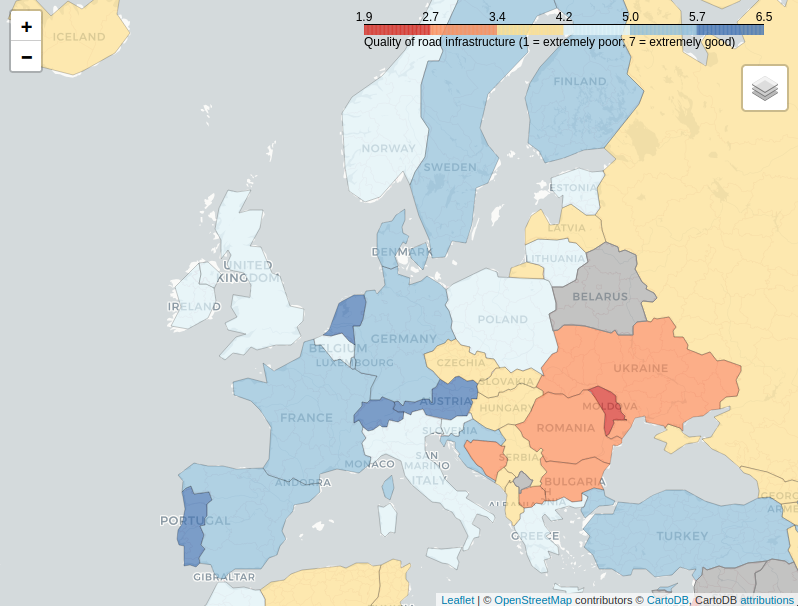 +
−
1.9 2.7 3.4 4.2 5.0 5.7 6.5
Quality of road infrastructure (1 = extremely poor; 7 = extremely good)
ICELAND
FINLAND
NORWAY
SWEDEN
ESTONIA
LATVIA
DENMARK
LITHUANIA
UNITED
KINGDOM
BELARUS
IRELAND
POLAND
GERMANY
BELGIUM
LUXEMBOURG
CZECHIA
UKRAINE
SLOVAKIA
AUSTRIA
HUNGARY
MOLDOVA
FRANCE
SLOVENIA
ROMANIA
SAN
MARINO
MONACO
SERBIA
ITALY
ANDORRA
BULGARIA
PORTUGAL
GREECE
TURKEY
GIBRALTAR
Leaflet | © OpenStreetMap contributors © CartoDB, CartoDB attributions